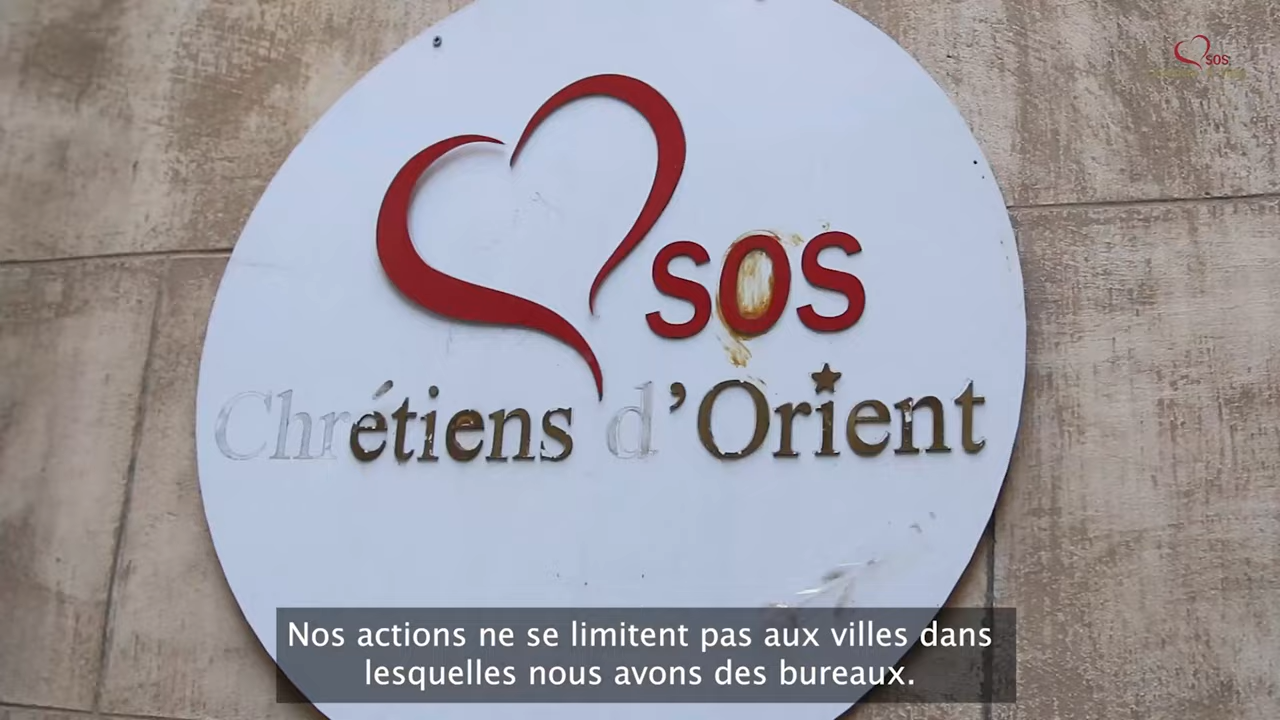 SOS
sos
Chrétiens d'Orient
Nos actions ne se limitent pas aux villes dans
lesquelles nous avons des bureaux.